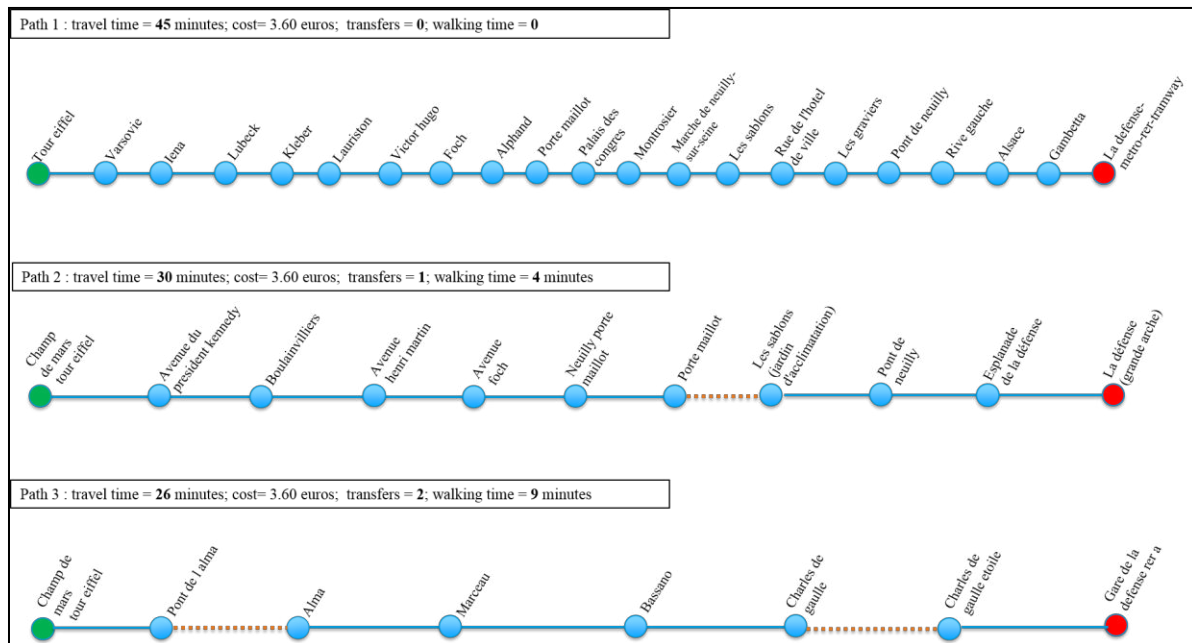 Path 1 : travel time = 45 minutes; cost= 3.60 euros; transfers = 0; walking time = 0
Tour eiffel
Varsovie
Iena
Lubeck
Kleber
Lauriston
Victor hugo
Foch
Alphand
Porte maillot
Palais des
congres
Montrosier
Marche de neuilly-
sur-seine
Les sablons
Rue de l'hotel
de ville
Les graviers
Pont de neuilly
Rive gauche
Alsace
Gambetta
La defense-
metro-rer-tramway
Path 2 : travel time = 30 minutes; cost= 3.60 euros; transfers = 1; walking time = 4 minutes
Champ
de mars
tour eiffel
Avenue du
president kennedy
Boulainvilliers
Avenue
henri martin
Avenue
foch
Neuilly porte
maillot
Porte maillot
Les sablons
(jardin
d'acclimatation)
Pont de
neuilly
Esplanade
de la défense
La défense
(grande arche)
Path 3 : travel time = 26 minutes; cost= 3.60 euros; transfers = 2; walking time = 9 minutes
Champ de
mars
tour eiffel
Pont de l alma
Alma
Marceau
Bassano
Charles de
gaulle
Charles de
gaulle etoile
Gare de la
defense rer a